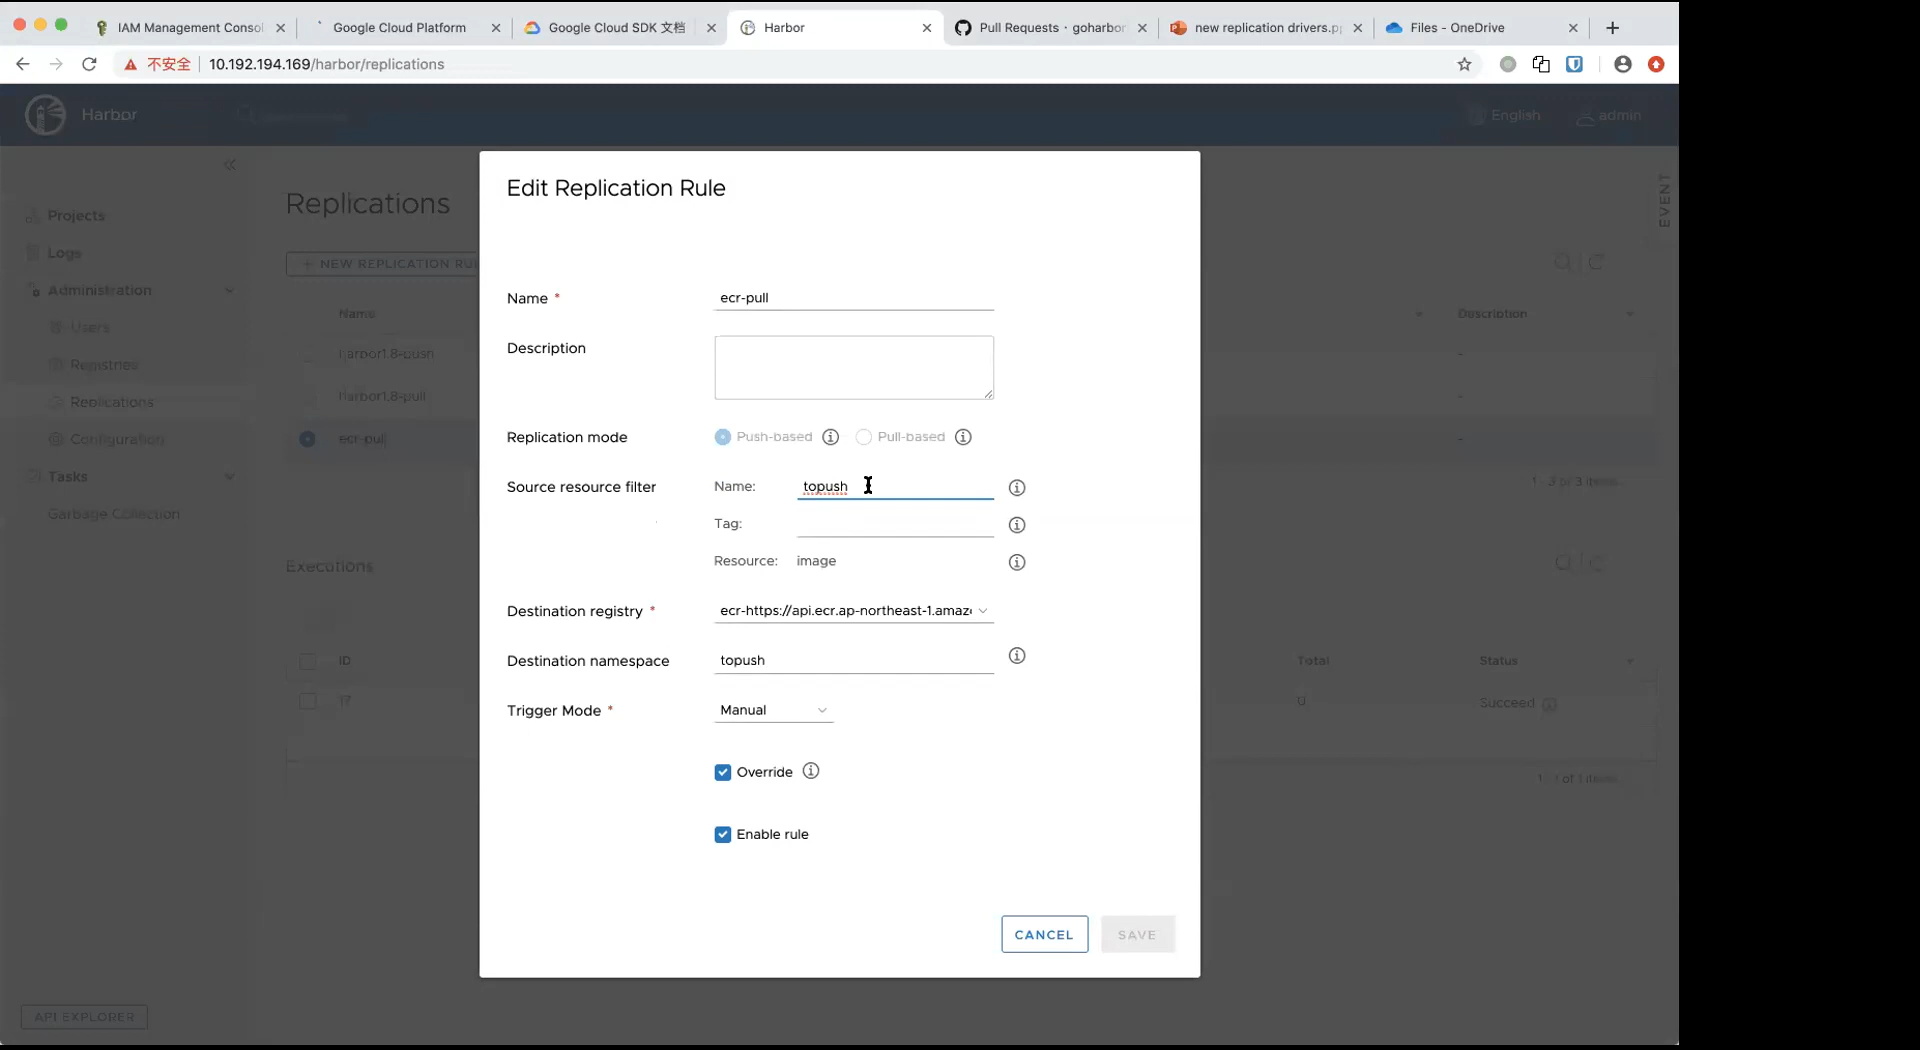 IAM Management Consol
Google Cloud Platform
Google Cloud SDK 文档
Harbor
Pull Requests · goharbor
new replication drivers.p
Files - OneDrive
不安全
10.192.194.169/harbor/replications
Harbor
English
admin
EVENT
Projects
Logs
Administration
Users
Registries
Replications
Configuration
Tasks
Garbage Collection
API EXPLORER
Replications
+ NEW REPLICATION RUL
Name
Description
harbor1.8-push
-
harbor1.8-pull
-
ecr-pull
-
1 - 3 of 3 items
Executions
ID
Total
Status
17
0
Succeed
1 - 1 of 1 items
Edit Replication Rule
Name *
ecr-pull
Description
Replication mode
Push-based
Pull-based
Source resource filter
Name:
topush
Tag:
Resource:
image
Destination registry *
ecr-https://api.ecr.ap-northeast-1.amaz
Destination namespace
topush
Trigger Mode *
Manual
Override
Enable rule
CANCEL
SAVE